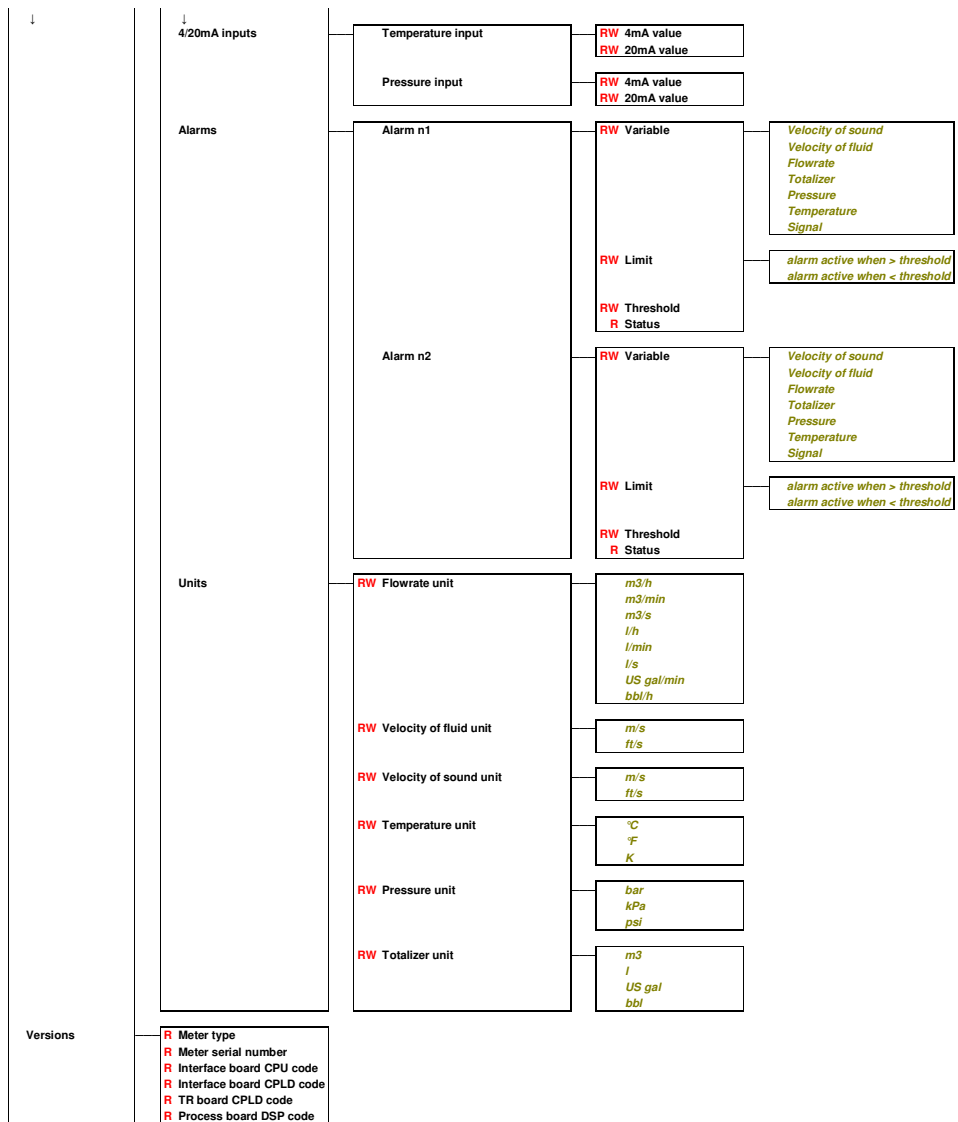 ↓ ↓
4/20mA inputs Temperature input RW 4mA value
RW 20mA value
Pressure input RW 4mA value
RW 20mA value
Alarms Alarm n1 RW Variable Velocity of sound
Velocity of fluid
Flowrate
Totalizer
Pressure
Temperature
Signal
RW Limit alarm active when > threshold
alarm active when < threshold
RW Threshold
R Status
Alarm n2 RW Variable Velocity of sound
Velocity of fluid
Flowrate
Totalizer
Pressure
Temperature
Signal
RW Limit alarm active when > threshold
alarm active when < threshold
RW Threshold
R Status
Units RW Flowrate unit m3/h
m3/min
m3/s
l/h
l/min
l/s
US gal/min
bbl/h
RW Velocity of fluid unit m/s
ft/s
RW Velocity of sound unit m/s
ft/s
RW Temperature unit °C
°F
K
RW Pressure unit bar
kPa
psi
RW Totalizer unit m3
l
US gal
bbl
Versions R Meter type
R Meter serial number
R Interface board CPU code
R Interface board CPLD code
R TR board CPLD code
R Process board DSP code